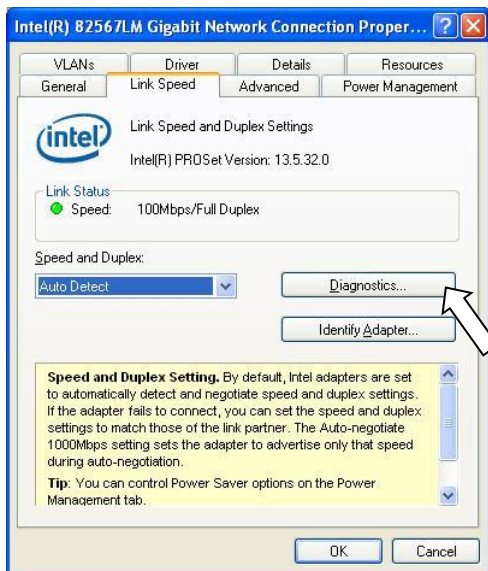 Intel(R) 82567LM Gigabit Network Connection Proper...
VLANs Driver Details Resources
General Link Speed Advanced Power Management
intel Link Speed and Duplex Settings
Intel(R) PROSet Version: 13.5.32.0
Link Status
Speed: 100Mbps/Full Duplex
Speed and Duplex:
Auto Detect Diagnostics...
Identify Adapter...
Speed and Duplex Setting. By default, Intel adapters are set
to automatically detect and negotiate speed and duplex settings.
If the adapter fails to connect, you can set the speed and duplex
settings to match those of the link partner. The Auto-negotiate
1000Mbps setting sets the adapter to advertise only that speed
during auto-negotiation.
Tip: You can control Power Saver options on the Power
Management tab.
OK Cancel